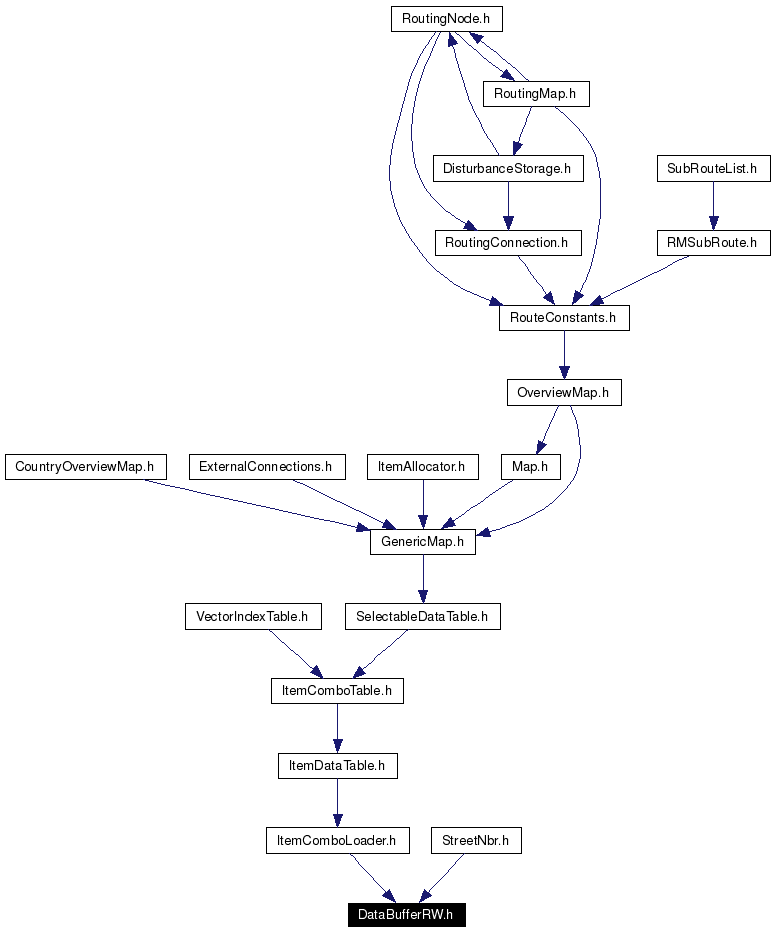 RoutingNode.h
RoutingMap.h
DisturbanceStorage.h
SubRouteList.h
RoutingConnection.h
RMSubRoute.h
RouteConstants.h
OverviewMap.h
CountryOverviewMap.h
ExternalConnections.h
ItemAllocator.h
Map.h
GenericMap.h
VectorIndexTable.h
SelectableDataTable.h
ItemComboTable.h
ItemDataTable.h
ItemComboLoader.h
StreetNbr.h
DataBufferRW.h